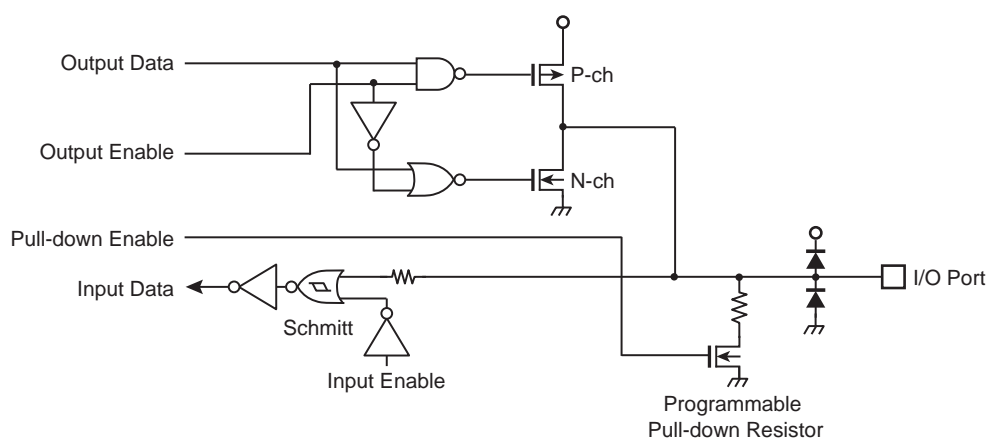 Output Data
P-ch
Output Enable
N-ch
Pull-down Enable
I/O Port
Input Data
Schmitt
Input Enable
Programmable
Pull-down Resistor